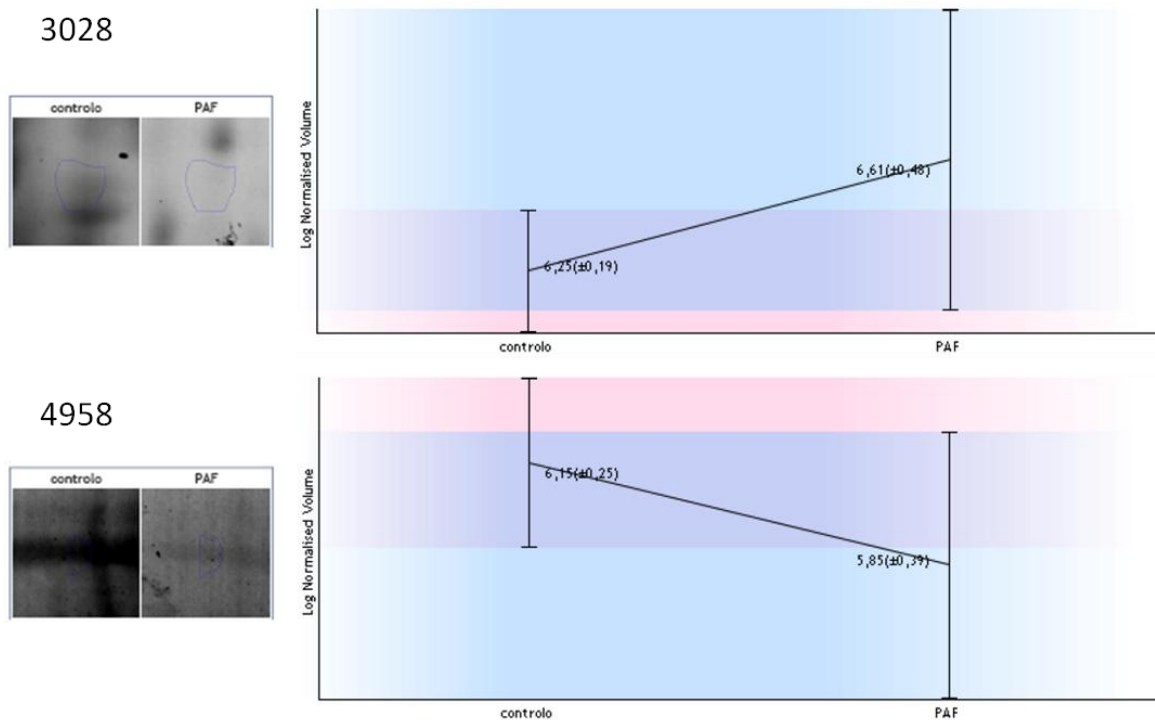 3028
controlo PAF
Log Normalised Volume
6,61(±0,48)
6,25(±0,19)
controlo PAF
4958
controlo PAF
Log Normalised Volume
6,15(±0,25)
5,85(±0,39)
controlo PAF